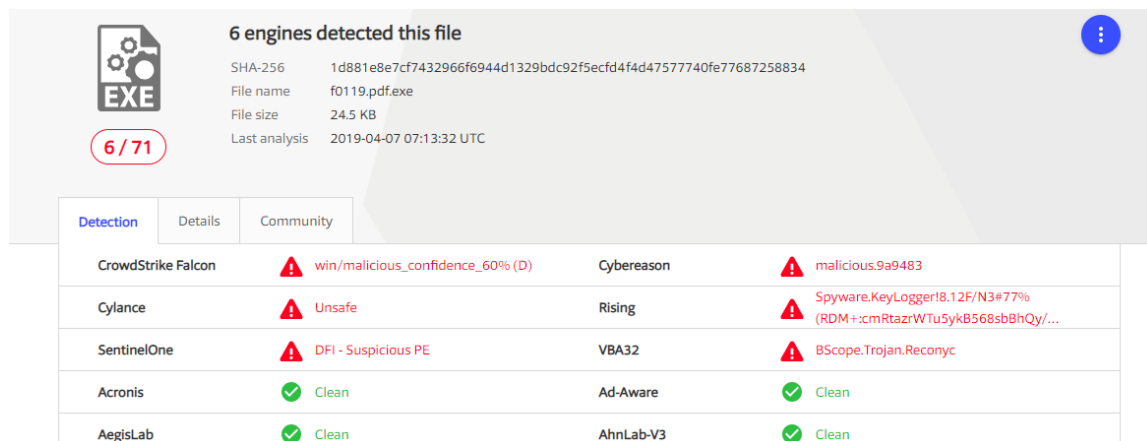 6 engines detected this file
SHA-256 1d881e8e7cf7432966f6944d1329bdc92f5ecfd4f4d47577740fe77687258834
File name f0119.pdf.exe
File size 24.5 KB
Last analysis 2019-04-07 07:13:32 UTC
EXE
6 / 71
Detection Details Community
CrowdStrike Falcon win/malicious_confidence_60% (D) Cybereason malicious.9a9483
Cylance Unsafe Rising Spyware.KeyLogger!8.12F/N3#77%
(RDM+:cmRtazrWTu5ykB568sbBhQy/...
SentinelOne DFI - Suspicious PE VBA32 BScope.Trojan.Reconyc
Acronis Clean Ad-Aware Clean
AegisLab Clean AhnLab-V3 Clean